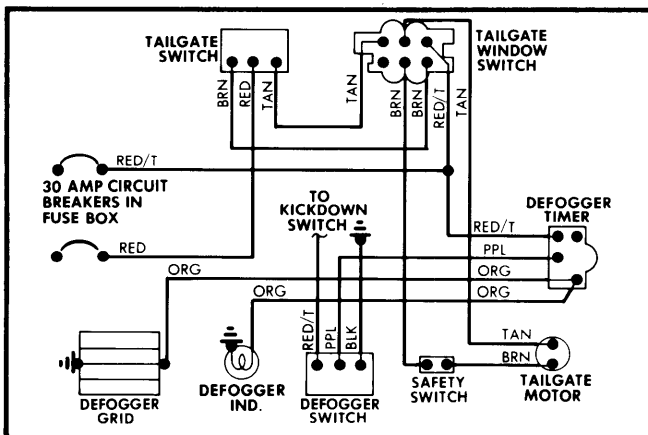 TAILGATE
SWITCH
TAILGATE
WINDOW
SWITCH
BRN
RED
TAN
TAN
BRN
BRN
RED/T
TAN
RED/T
30 AMP CIRCUIT
BREAKERS IN
FUSE BOX
TO
KICKDOWN
SWITCH
DEFOGGER
TIMER
RED/T
RED
PPL
ORG
ORG
ORG
ORG
RED/T
PPL
BLK
TAN
BRN
DEFOGGER
GRID
DEFOGGER
IND.
DEFOGGER
SWITCH
SAFETY
SWITCH
TAILGATE
MOTOR